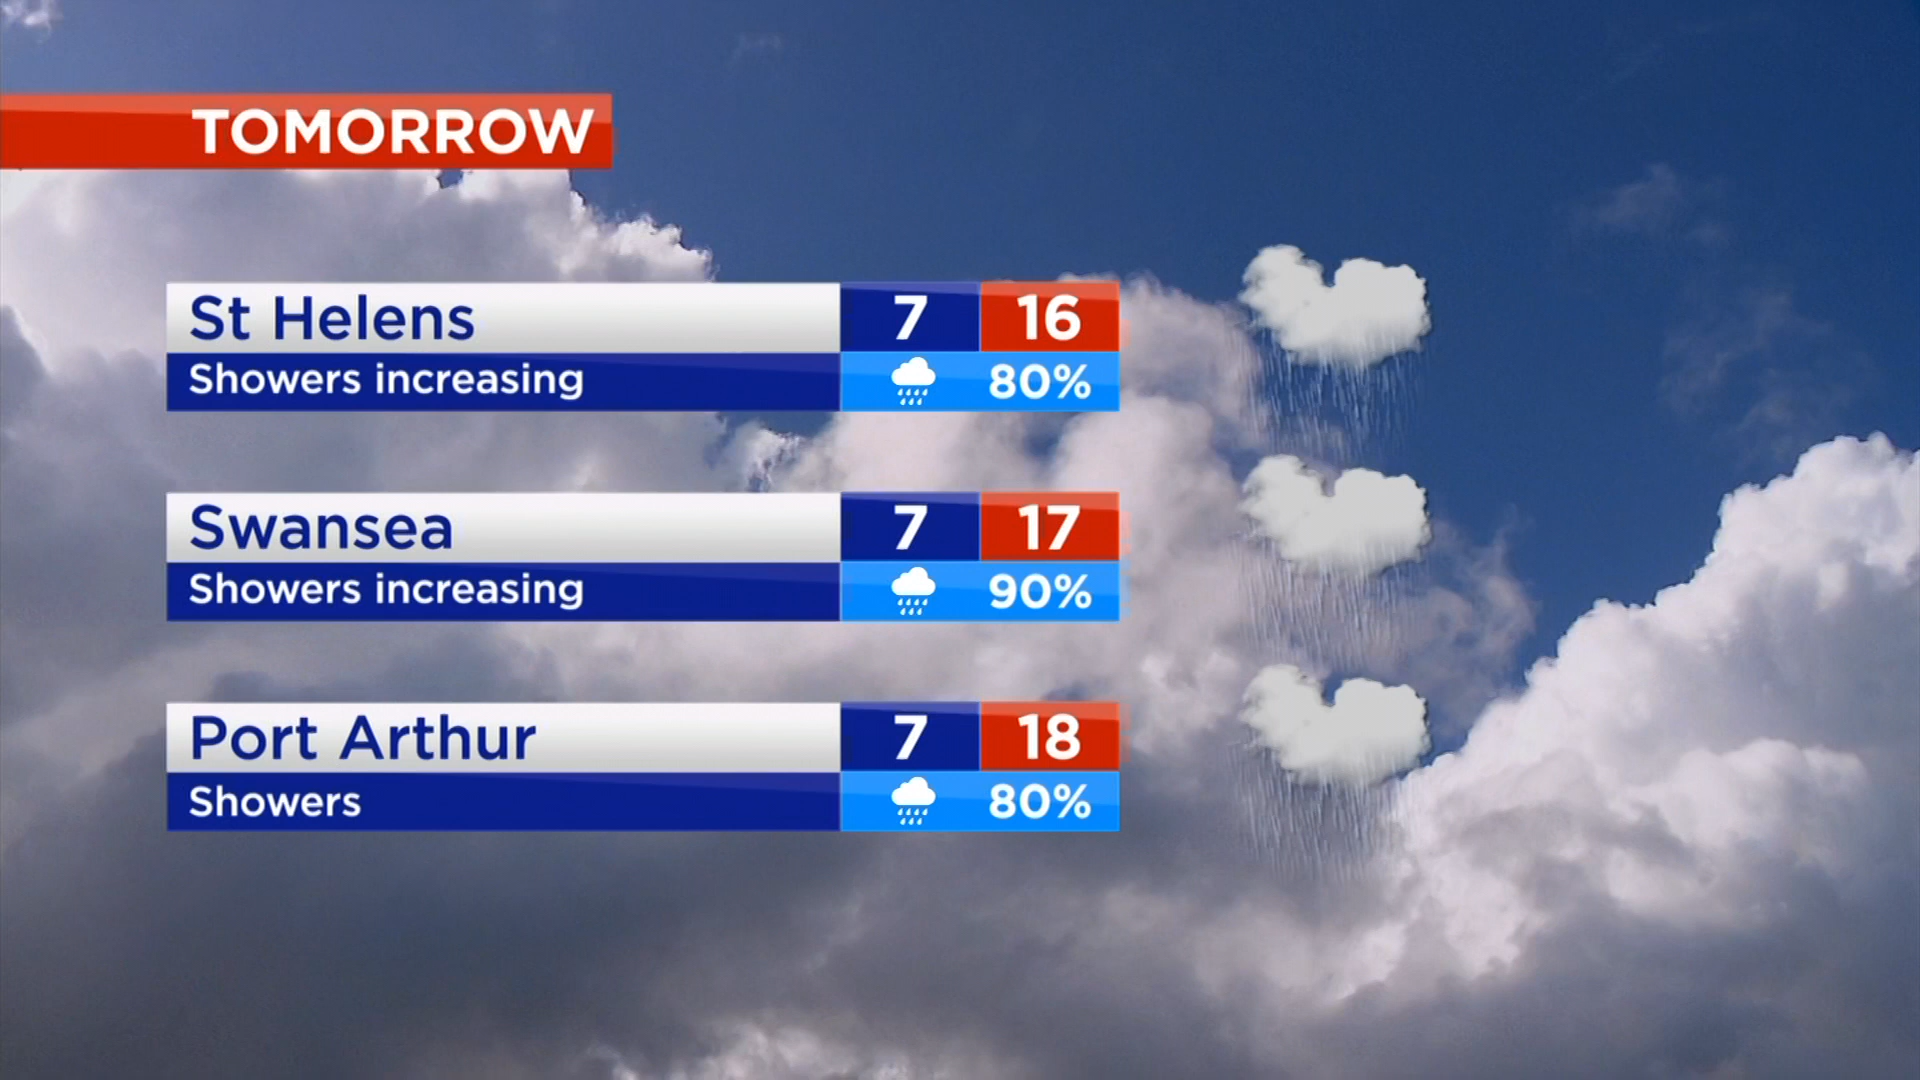 TOMORROW
St Helens 7 16
Showers increasing 80%
Swansea 7 17
Showers increasing 90%
Port Arthur 7 18
Showers 80%